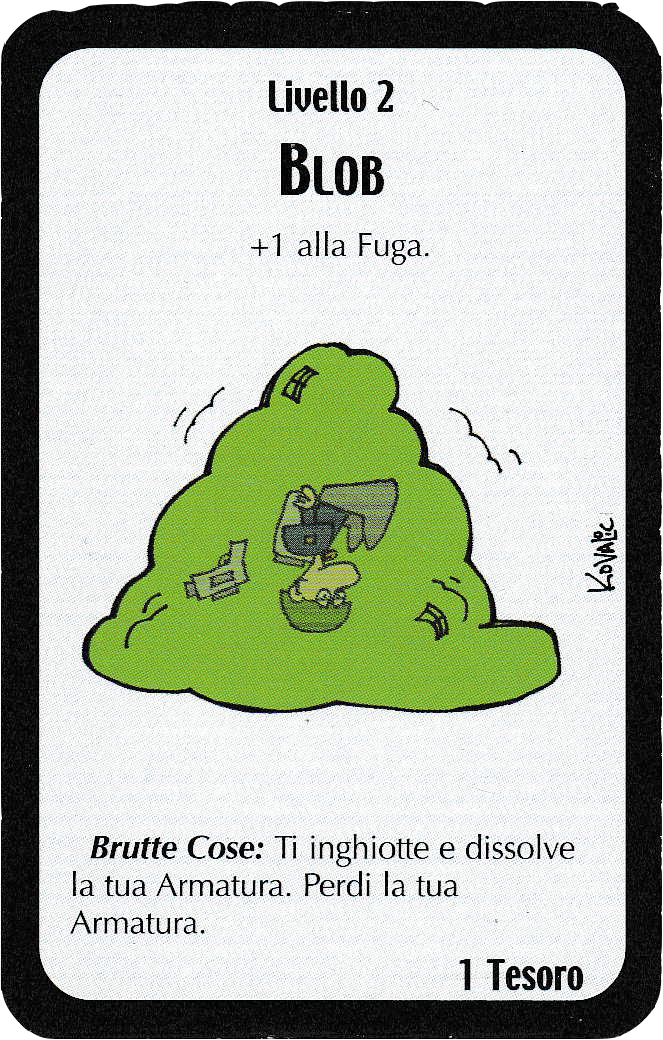 Livello 2
BLOB
+1 alla Fuga.
KOVALIC
Brutte Cose: Ti inghiotte e dissolve
la tua Armatura. Perdi la tua
Armatura.
1 Tesoro